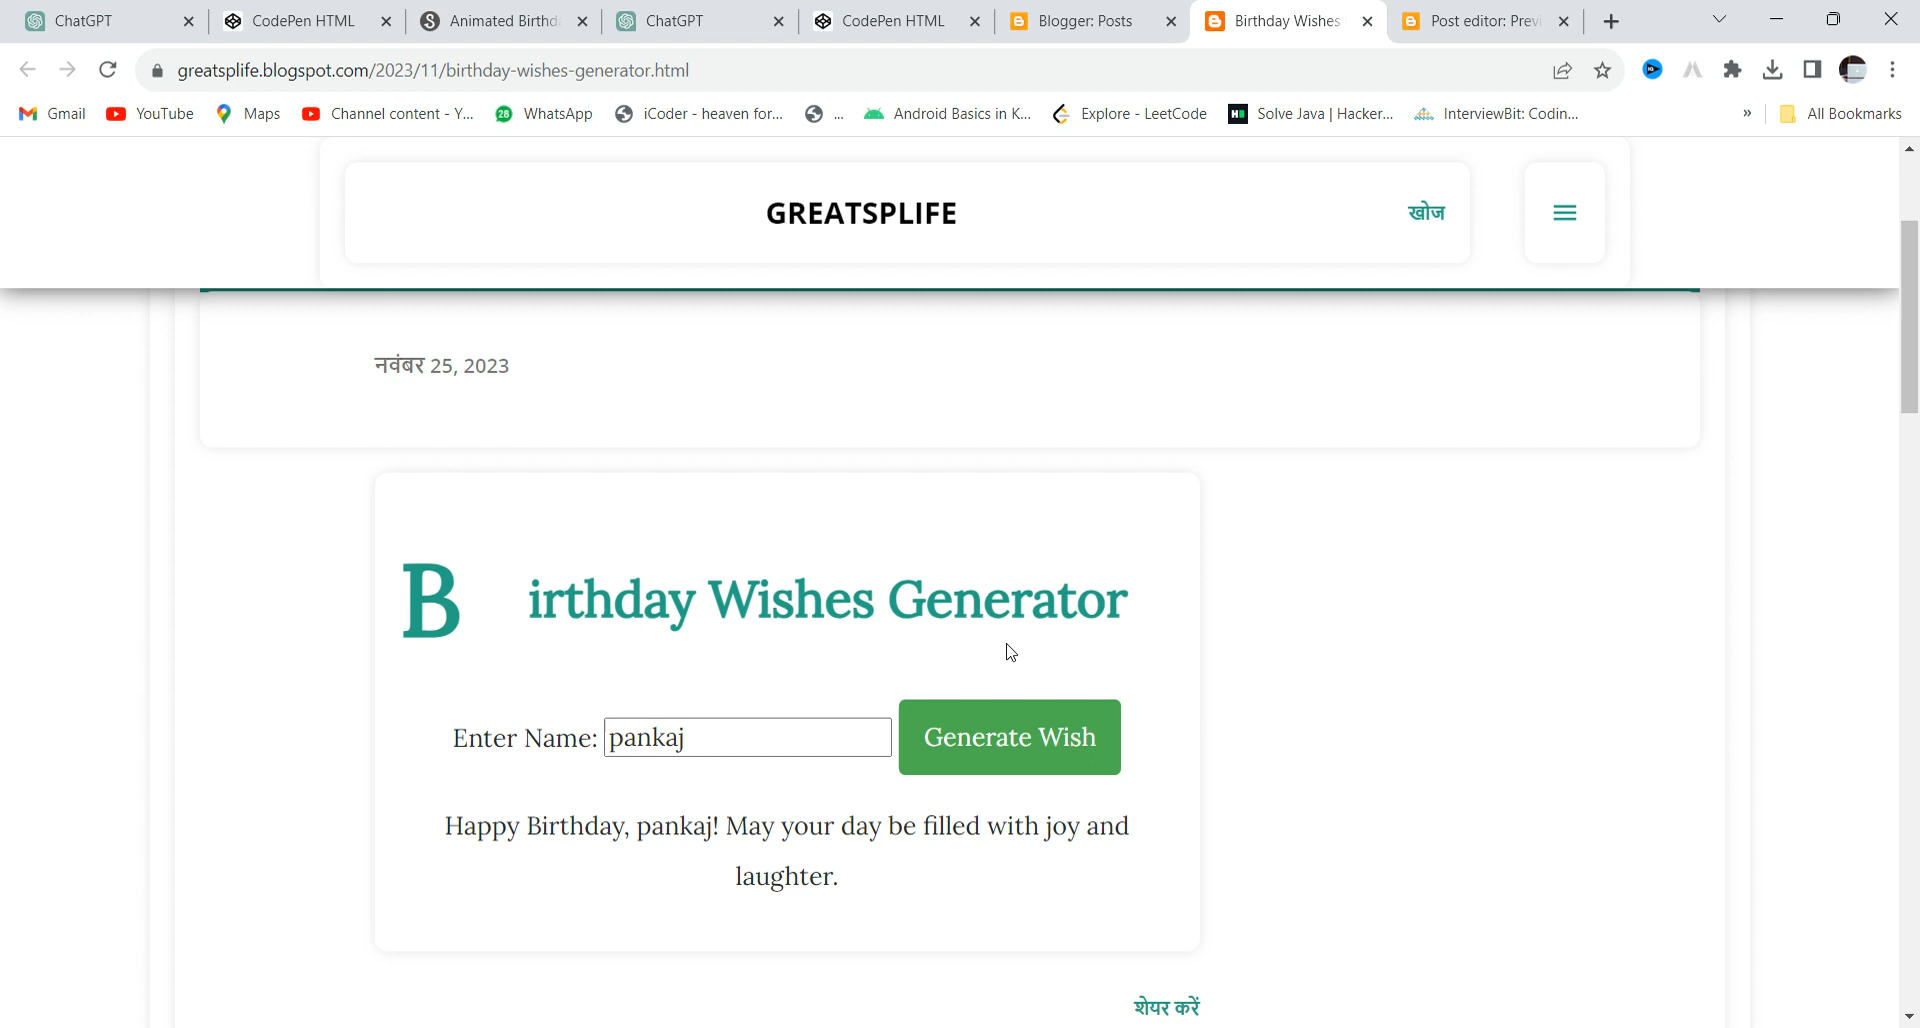 ChatGPT
CodePen HTML
Animated Birthd
ChatGPT
CodePen HTML
Blogger: Posts
Birthday Wishes
Post editor: Previ
greatsplife.blogspot.com/2023/11/birthday-wishes-generator.html
Gmail
YouTube
Maps
Channel content - Y...
28 WhatsApp
iCoder - heaven for...
...
Android Basics in K...
Explore - LeetCode
Solve Java | Hacker...
InterviewBit: Codin...
»
All Bookmarks
GREATSPLIFE
खोज
नवंबर 25, 2023
Birthday Wishes Generator
Enter Name: pankaj Generate Wish
Happy Birthday, pankaj! May your day be filled with joy and
laughter.
शेयर करें